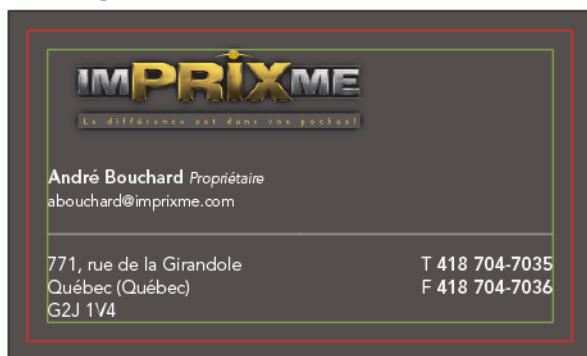 IMPRIXME
La différence est dans vos poches!
André Bouchard Propriétaire
abouchard@imprixme.com
771, rue de la Girandole
Québec (Québec)
G2J 1V4
T 418 704-7035
F 418 704-7036